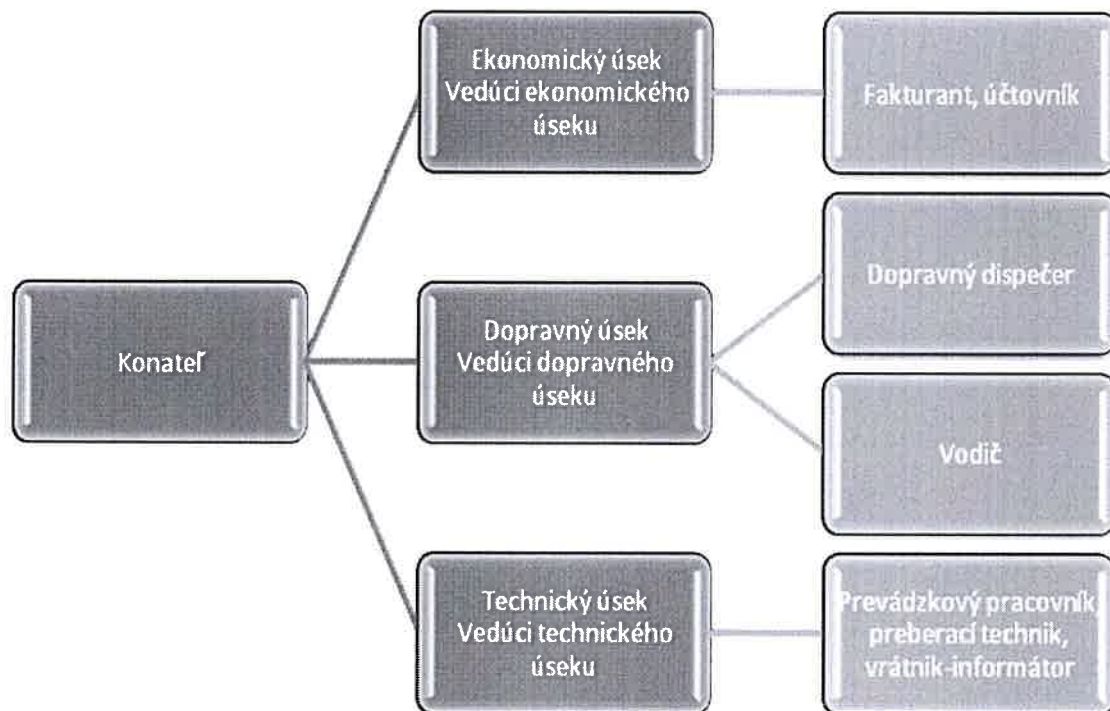 Ekonomický úsek
Vedúci ekonomického
úseku
Fakturant, účtovník
Konateľ
Dopravný úsek
Vedúci dopravného
úseku
Dopravný dispečer
Vodič
Technický úsek
Vedúci technického
úseku
Prevádzkový pracovník,
preberací technik,
vrátnik-informátor